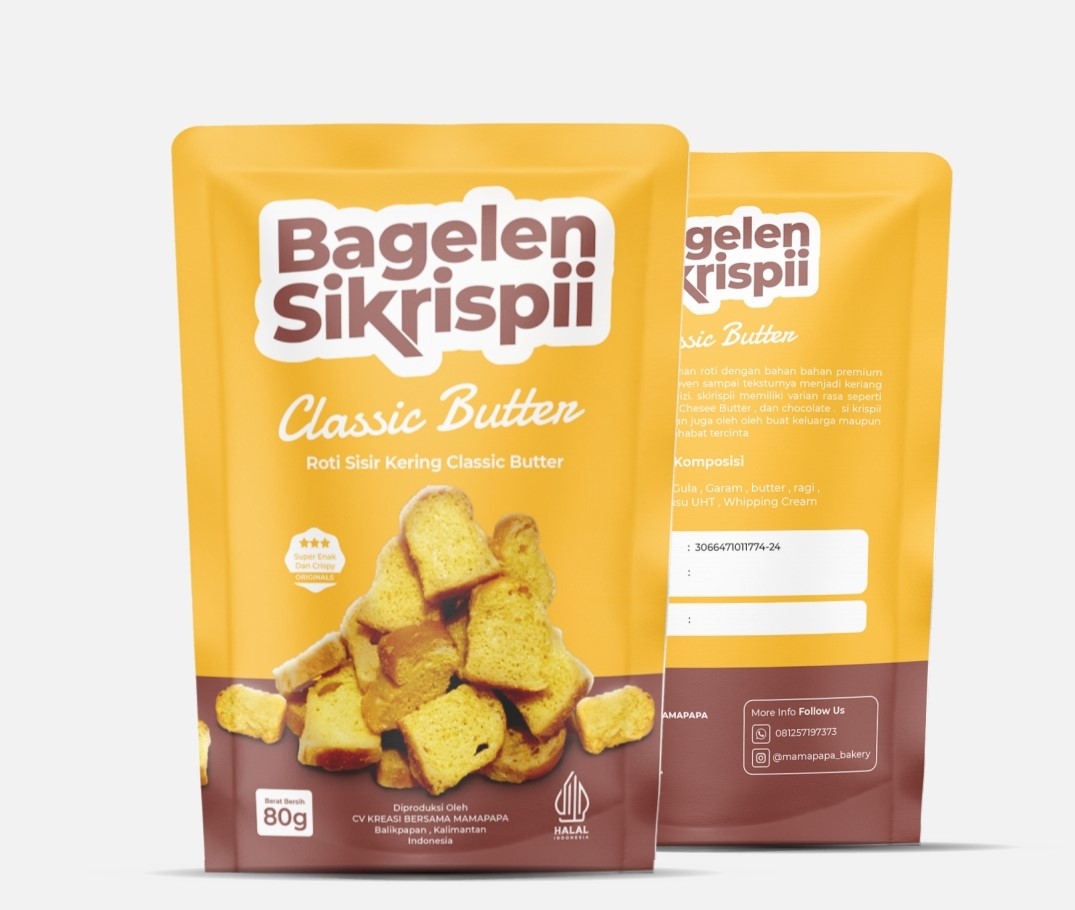 Bagelen
Sikrispii
Classic Butter
Roti Sisir Kering Classic Butter
Super Enak
Dan Crispy
ORIGINALS
Berat Bersih
80g
Diproduksi Oleh
CV KREASI BERSAMA MAMAPAPA
Balikpapan , Kalimantan
Indonesia
HALAL
INDONESIA
gelen
krispii
ssic Butter
an roti dengan bahan bahan premium
ven sampai teksturnya menjadi keriang
izi. skirispii memiliki varian rasa seperti
Chesee Butter , dan chocolate . si krispii
n juga oleh oleh buat keluarga maupun
habat tercinta
Komposisi
Gula , Garam , butter , ragi ,
su UHT , Whipping Cream
: 3066471011774-24
:
:
AMAPAPA
More Info Follow Us
081257197373
@mamapapa_bakery